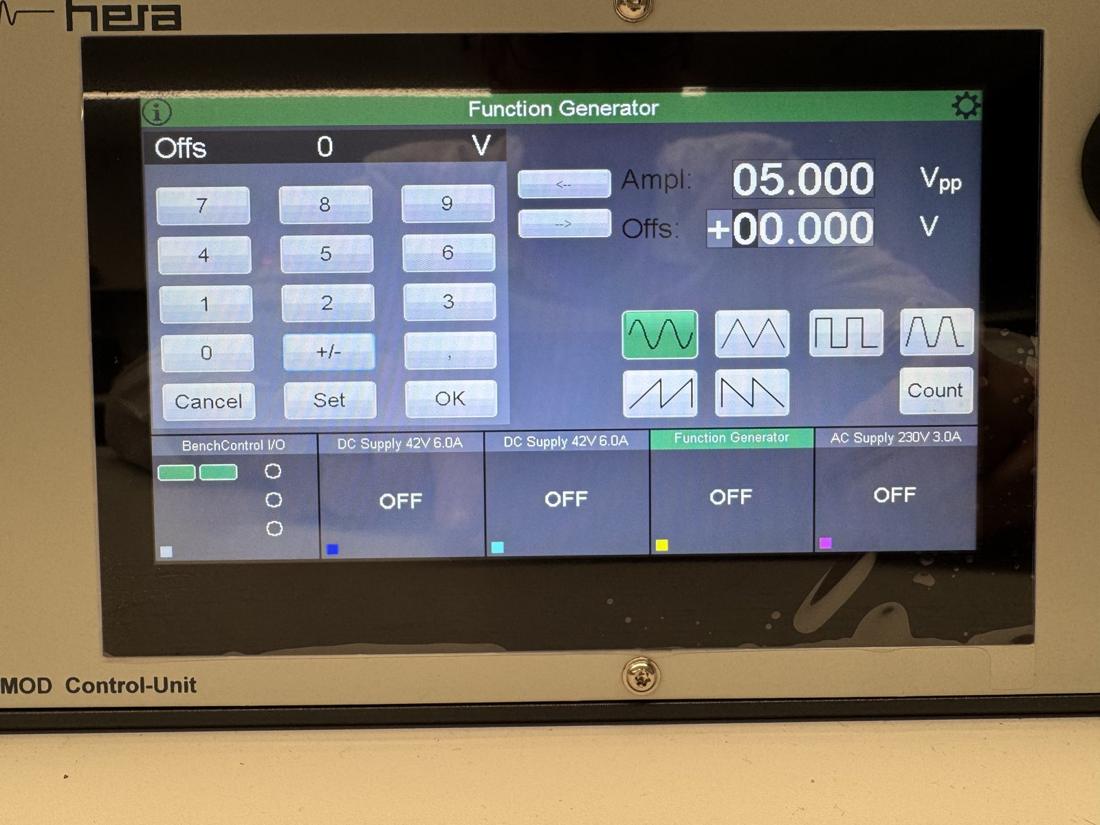 hera
Function Generator
Offs 0 V
7 8 9
4 5 6
1 2 3
0 +/- ,
Cancel Set OK
<--
-->
Ampl: 05.000 Vpp
Offs: +00.000 V
Count
BenchControl I/O
DC Supply 42V 6.0A
OFF
DC Supply 42V 6.0A
OFF
Function Generator
OFF
AC Supply 230V 3.0A
OFF
MOD Control-Unit